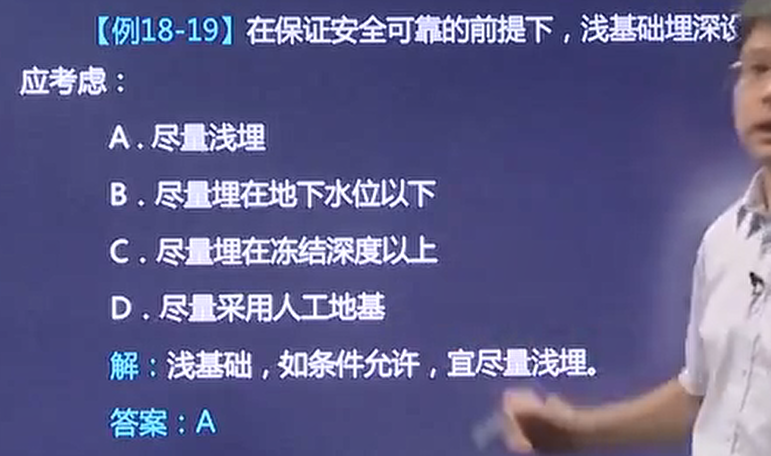 【例18-19】在保证安全可靠的前提下，浅基础埋深设
应考虑：
A．尽量浅埋
B．尽量埋在地下水位以下
C．尽量埋在冻结深度以上
D．尽量采用人工地基
解：浅基础，如条件允许，宜尽量浅埋。
答案：A